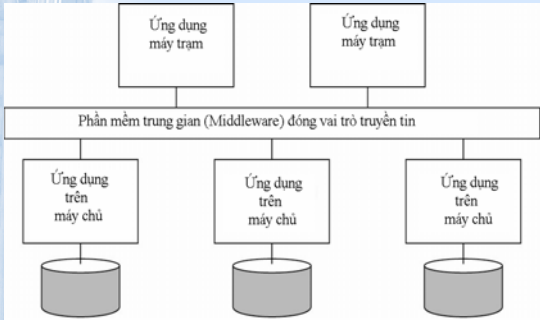 Ứng dụng
máy trạm
Ứng dụng
máy trạm
Phần mềm trung gian (Middleware) đóng vai trò truyền tin
Ứng dụng
trên
máy chủ
Ứng dụng
trên
máy chủ
Ứng dụng
trên
máy chủ